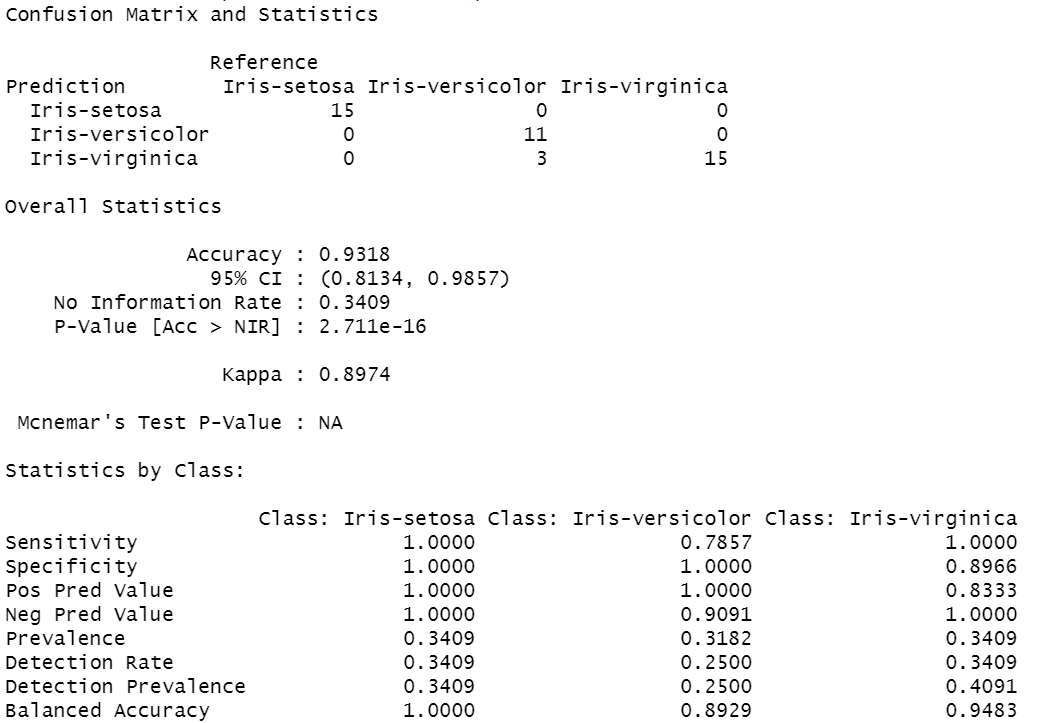 Confusion Matrix and Statistics
Reference
Prediction Iris-setosa Iris-versicolor Iris-virginica
Iris-setosa 15 0 0
Iris-versicolor 0 11 0
Iris-virginica 0 3 15
Overall Statistics
Accuracy : 0.9318
95% CI : (0.8134, 0.9857)
No Information Rate : 0.3409
P-Value [Acc > NIR] : 2.711e-16
Kappa : 0.8974
Mcnemar's Test P-Value : NA
Statistics by Class:
Class: Iris-setosa Class: Iris-versicolor Class: Iris-virginica
Sensitivity 1.0000 0.7857 1.0000
Specificity 1.0000 1.0000 0.8966
Pos Pred Value 1.0000 1.0000 0.8333
Neg Pred Value 1.0000 0.9091 1.0000
Prevalence 0.3409 0.3182 0.3409
Detection Rate 0.3409 0.2500 0.3409
Detection Prevalence 0.3409 0.2500 0.4091
Balanced Accuracy 1.0000 0.8929 0.9483